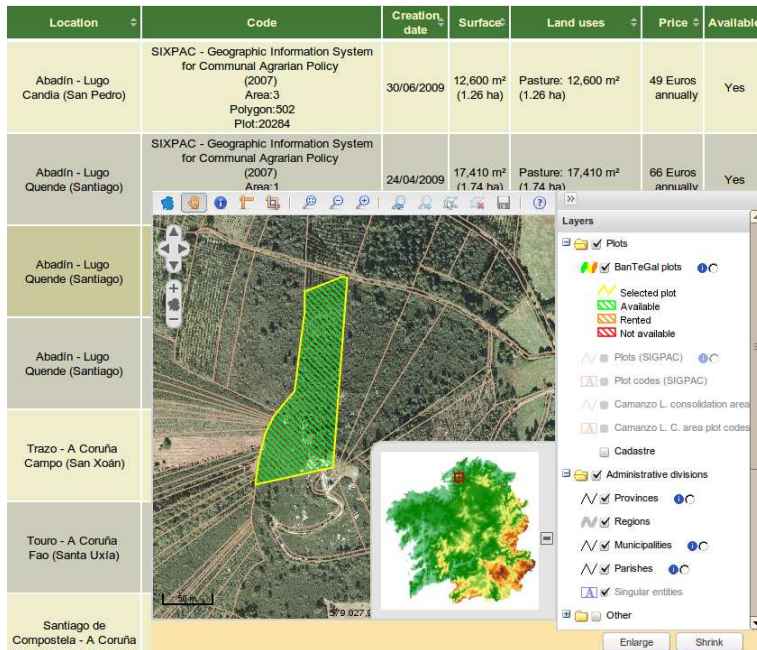 Location
Code
Creation
date
Surface
Land uses
Price
Available
Abadín - Lugo
Candia (San Pedro)
SIXPAC - Geographic Information System
for Communal Agrarian Policy
(2007)
Area:3
Polygon:502
Plot:20284
30/06/2009
12,600 m²
(1.26 ha)
Pasture: 12,600 m²
(1.26 ha)
49 Euros
annually
Yes
Abadín - Lugo
Quende (Santiago)
SIXPAC - Geographic Information System
for Communal Agrarian Policy
(2007)
Area:1
24/04/2009
17,410 m²
(1.74 ha)
Pasture: 17,410 m²
(1.74 ha)
66 Euros
annually
Yes
Abadín - Lugo
Quende (Santiago)
Abadín - Lugo
Quende (Santiago)
Trazo - A Coruña
Campo (San Xoán)
Touro - A Coruña
Fao (Santa Uxía)
Santiago de
Compostela - A Coruña
50 m
Layers
Plots
BanTeGal plots
Selected plot
Available
Rented
Not available
Plots (SIGPAC)
Plot codes (SIGPAC)
Camanzo L. consolidation area
Camanzo L. C. area plot codes
Cadastre
Administrative divisions
Provinces
Regions
Municipalities
Parishes
Singular entities
Other
Enlarge
Shrink